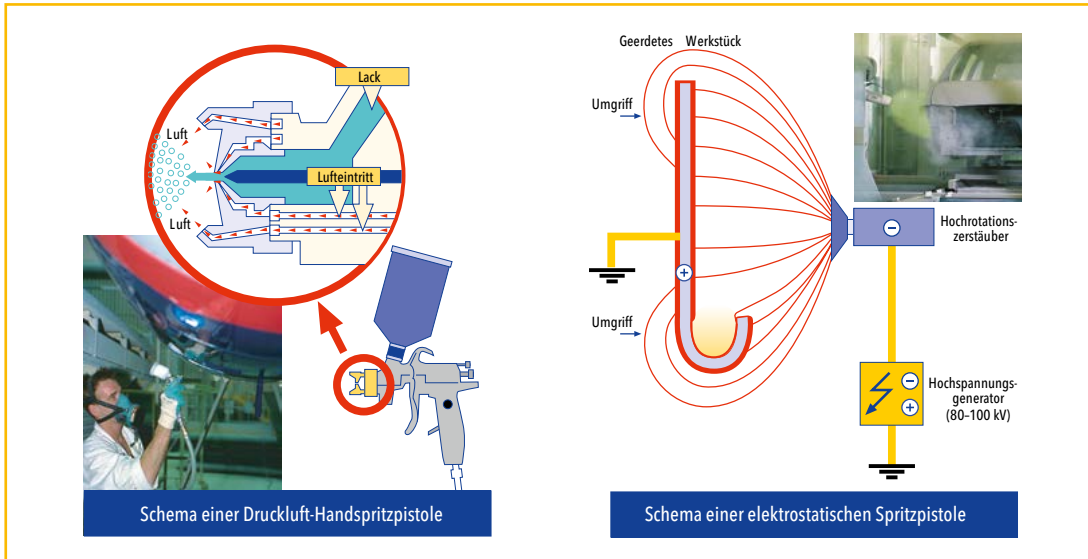 Lack
Luft
Lufteintritt
Luft
Schema einer Druckluft-Handspritzpistole
Geerdetes Werkstück
Umgriff
−
Hochrotations-
zerstäuber
+
Umgriff
−
+
Hochspannungs-
generator
(80–100 kV)
Schema einer elektrostatischen Spritzpistole